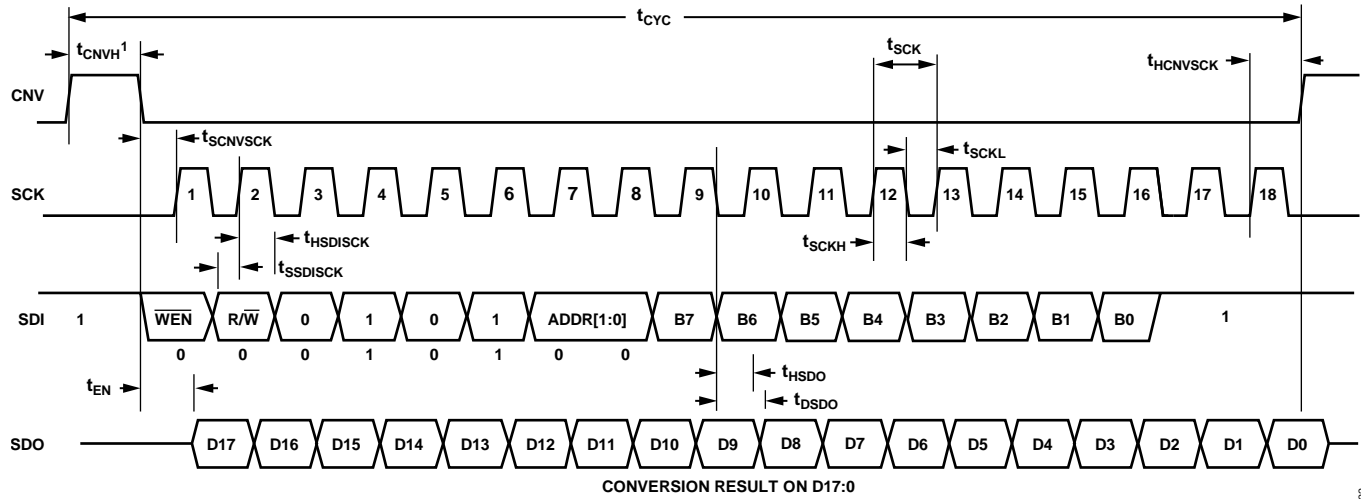 tCYC
tCNVH1
tSCK
tHCNVSCK
CNV
tSCNVSCK
tSCKL
SCK 1 2 3 4 5 6 7 8 9 10 11 12 13 14 15 16 17 18
tHSDISCK
tSCKH
tSSDISCK
SDI 1 WEN R/W 0 1 0 1 ADDR[1:0] B7 B6 B5 B4 B3 B2 B1 B0 1
0 0 0 1 0 1 0 0
tEN
tHSDO
tDSDO
SDO D17 D16 D15 D14 D13 D12 D11 D10 D9 D8 D7 D6 D5 D4 D3 D2 D1 D0
CONVERSION RESULT ON D17:0